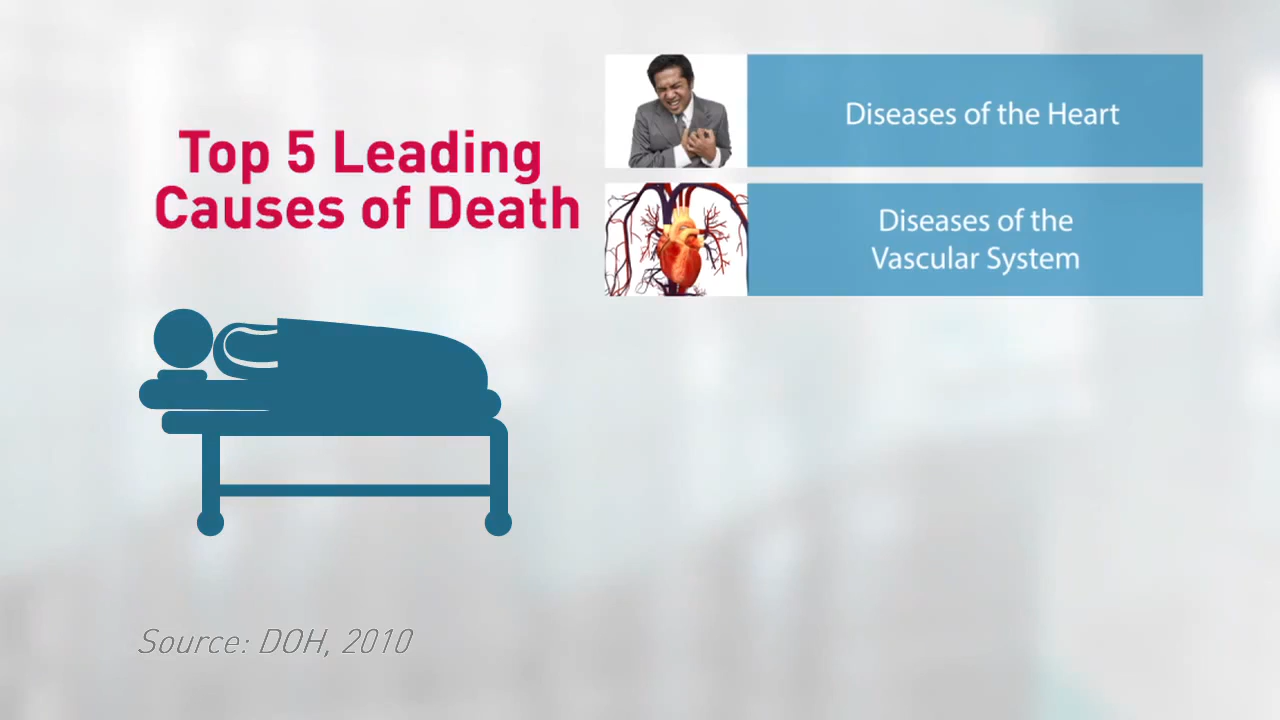 Top 5 Leading
Causes of Death
Diseases of the Heart
Diseases of the
Vascular System
Source: DOH, 2010